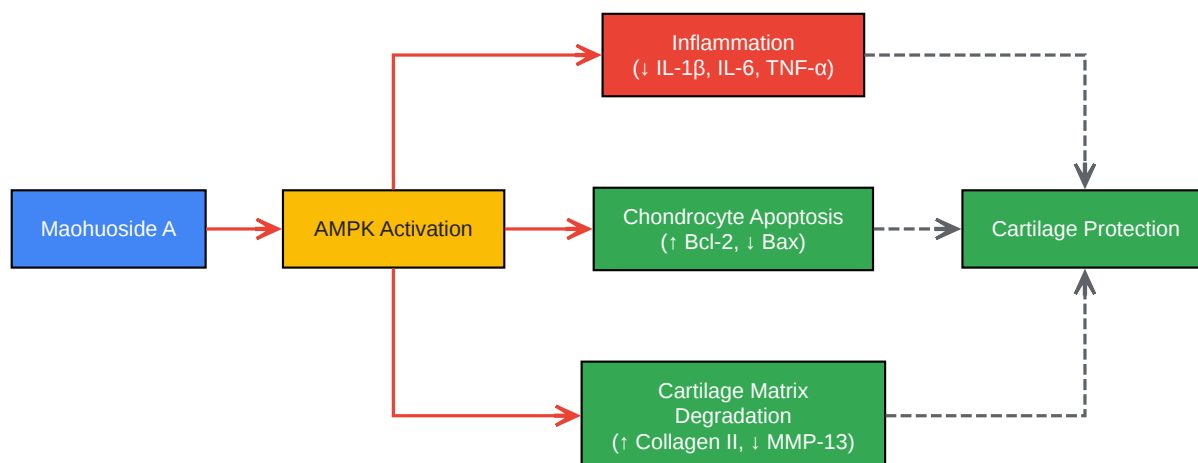 Inflammation
(↓ IL-1β, IL-6, TNF-α)
Maohuoside A
AMPK Activation
Chondrocyte Apoptosis
(↑ Bcl-2, ↓ Bax)
Cartilage Protection
Cartilage Matrix
Degradation
(↑ Collagen II, ↓ MMP-13)